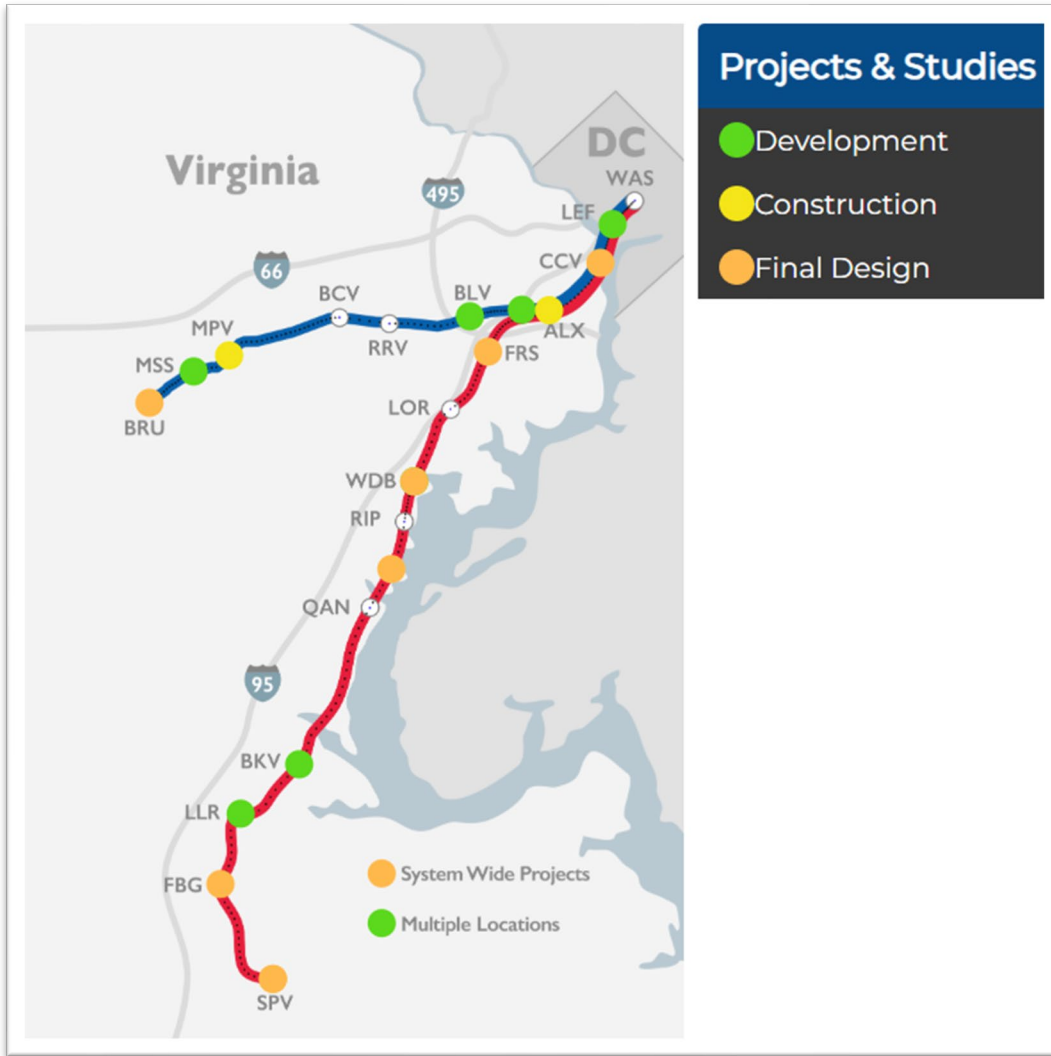 Projects & Studies
Development
Construction
Final Design
Virginia
DC
WAS
495
LEF
66
CCV
BCV
BLV
MPV
RRV
ALX
MSS
FRS
BRU
LOR
WDB
RIP
QAN
95
BKV
LLR
System Wide Projects
FBG
Multiple Locations
SPV